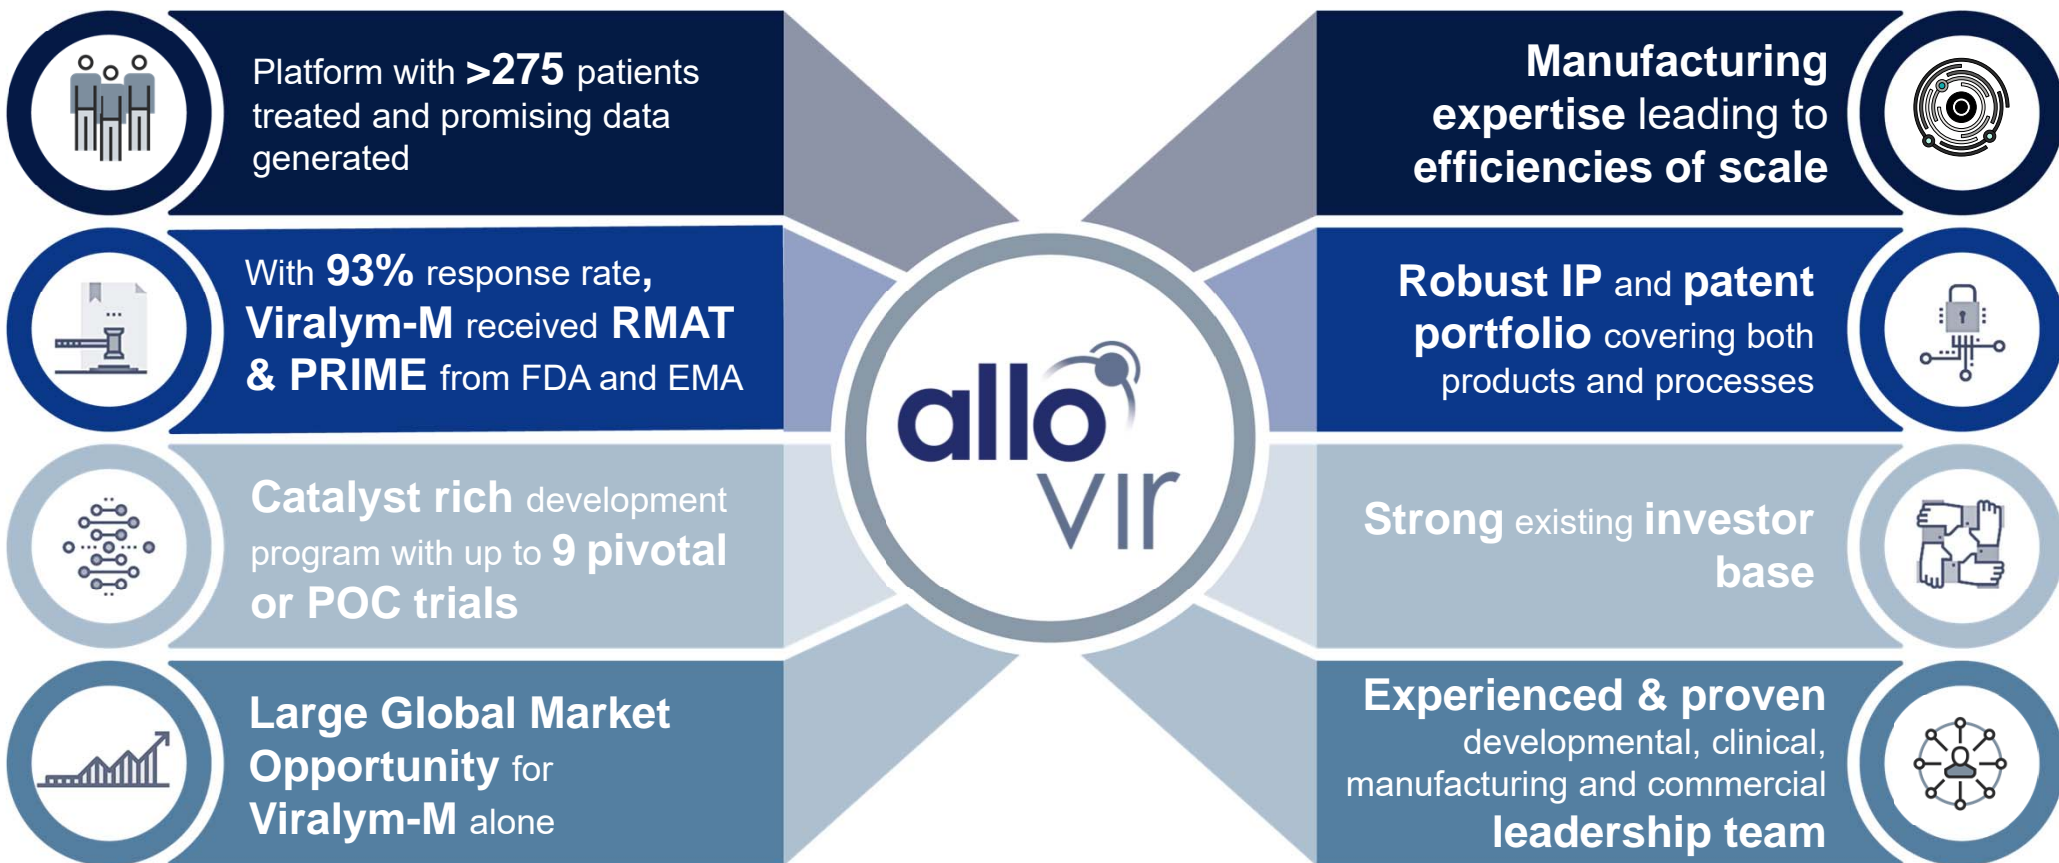 Platform with >275 patients
treated and promising data
generated
With 93% response rate,
Viralym-M received RMAT
& PRIME from FDA and EMA
Catalyst rich development
program with up to 9 pivotal
or POC trials
Large Global Market
Opportunity for
Viralym-M alone
allo
vir
Manufacturing
expertise leading to
efficiencies of scale
Robust IP and patent
portfolio covering both
products and processes
Strong existing investor
base
Experienced & proven
developmental, clinical,
manufacturing and commercial
leadership team